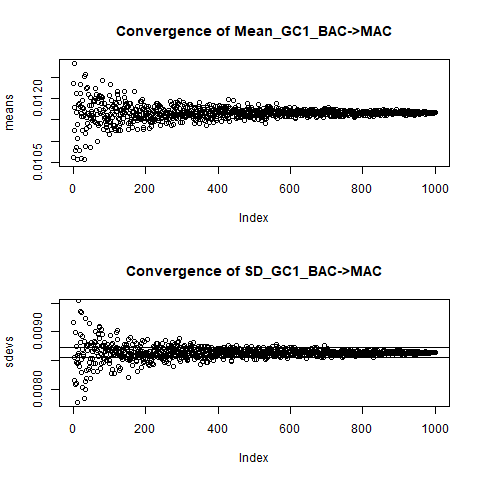 Convergence of Mean_GC1_BAC->MAC
means
0.0120
0.0105
0 200 400 600 800 1000
Index
Convergence of SD_GC1_BAC->MAC
sdevs
0.0090
0.0080
0 200 400 600 800 1000
Index